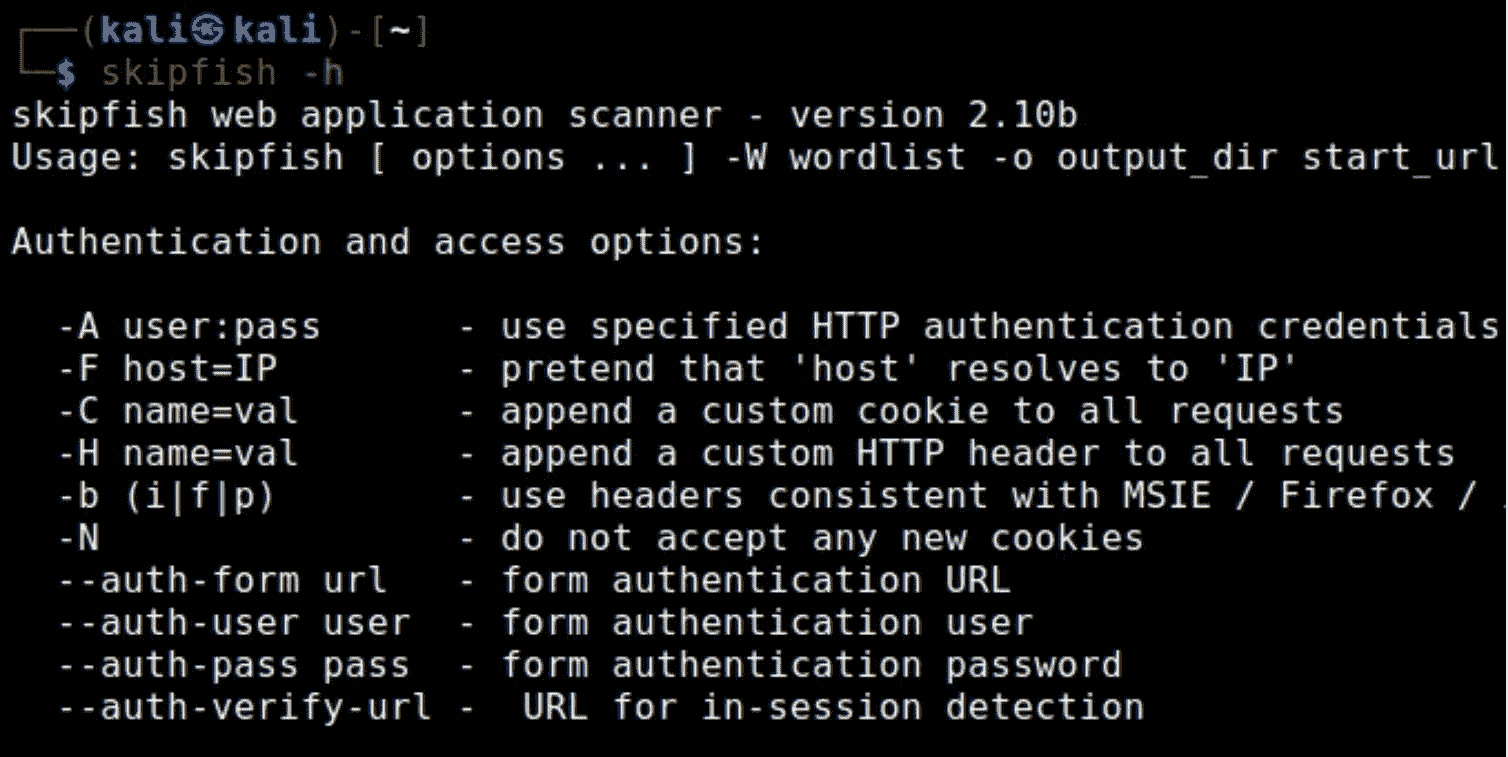 (kali㉿kali)-[~]
$ skipfish -h
skipfish web application scanner - version 2.10b
Usage: skipfish [ options ... ] -W wordlist -o output_dir start_url
Authentication and access options:
-A user:pass - use specified HTTP authentication credentials
-F host=IP - pretend that 'host' resolves to 'IP'
-C name=val - append a custom cookie to all requests
-H name=val - append a custom HTTP header to all requests
-b (i|f|p) - use headers consistent with MSIE / Firefox /
-N - do not accept any new cookies
--auth-form url - form authentication URL
--auth-user user - form authentication user
--auth-pass pass - form authentication password
--auth-verify-url - URL for in-session detection